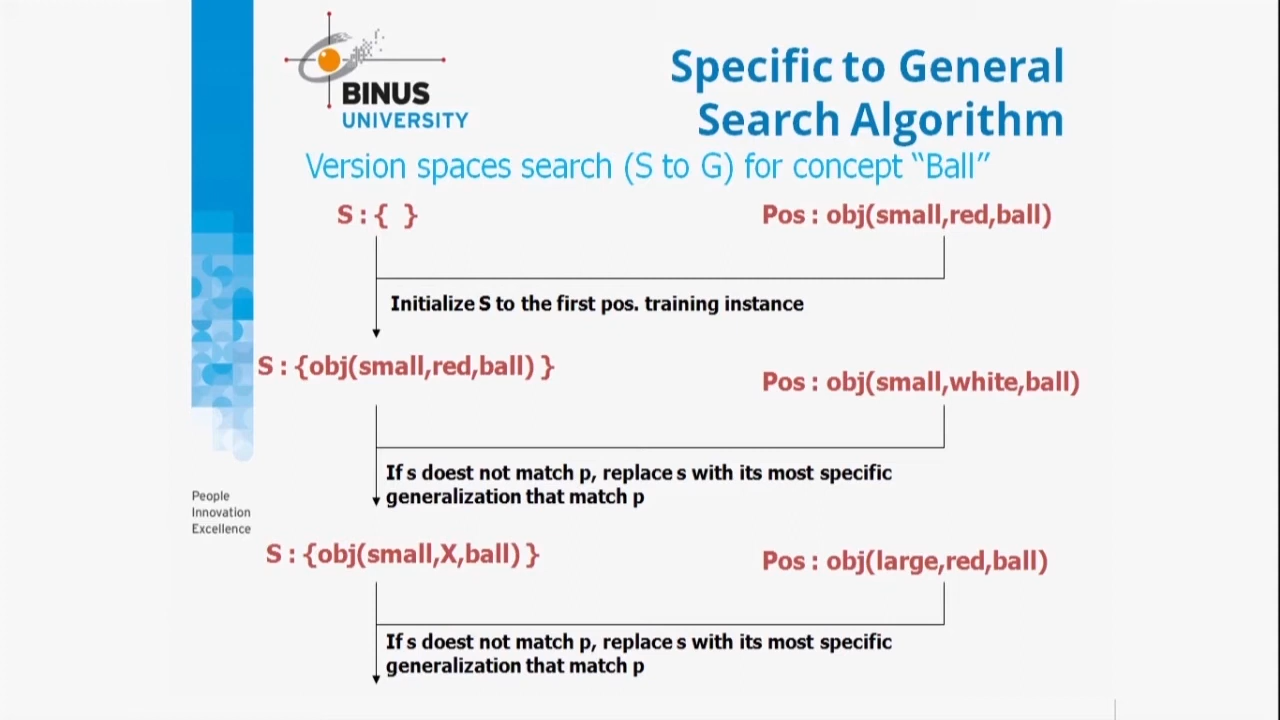 BINUS
UNIVERSITY
Specific to General
Search Algorithm
Version spaces search (S to G) for concept “Ball”
S : { }
Pos : obj(small,red,ball)
Initialize S to the first pos. training instance
S : {obj(small,red,ball) }
Pos : obj(small,white,ball)
If s doest not match p, replace s with its most specific
generalization that match p
People
Innovation
Excellence
S : {obj(small,X,ball) }
Pos : obj(large,red,ball)
If s doest not match p, replace s with its most specific
generalization that match p